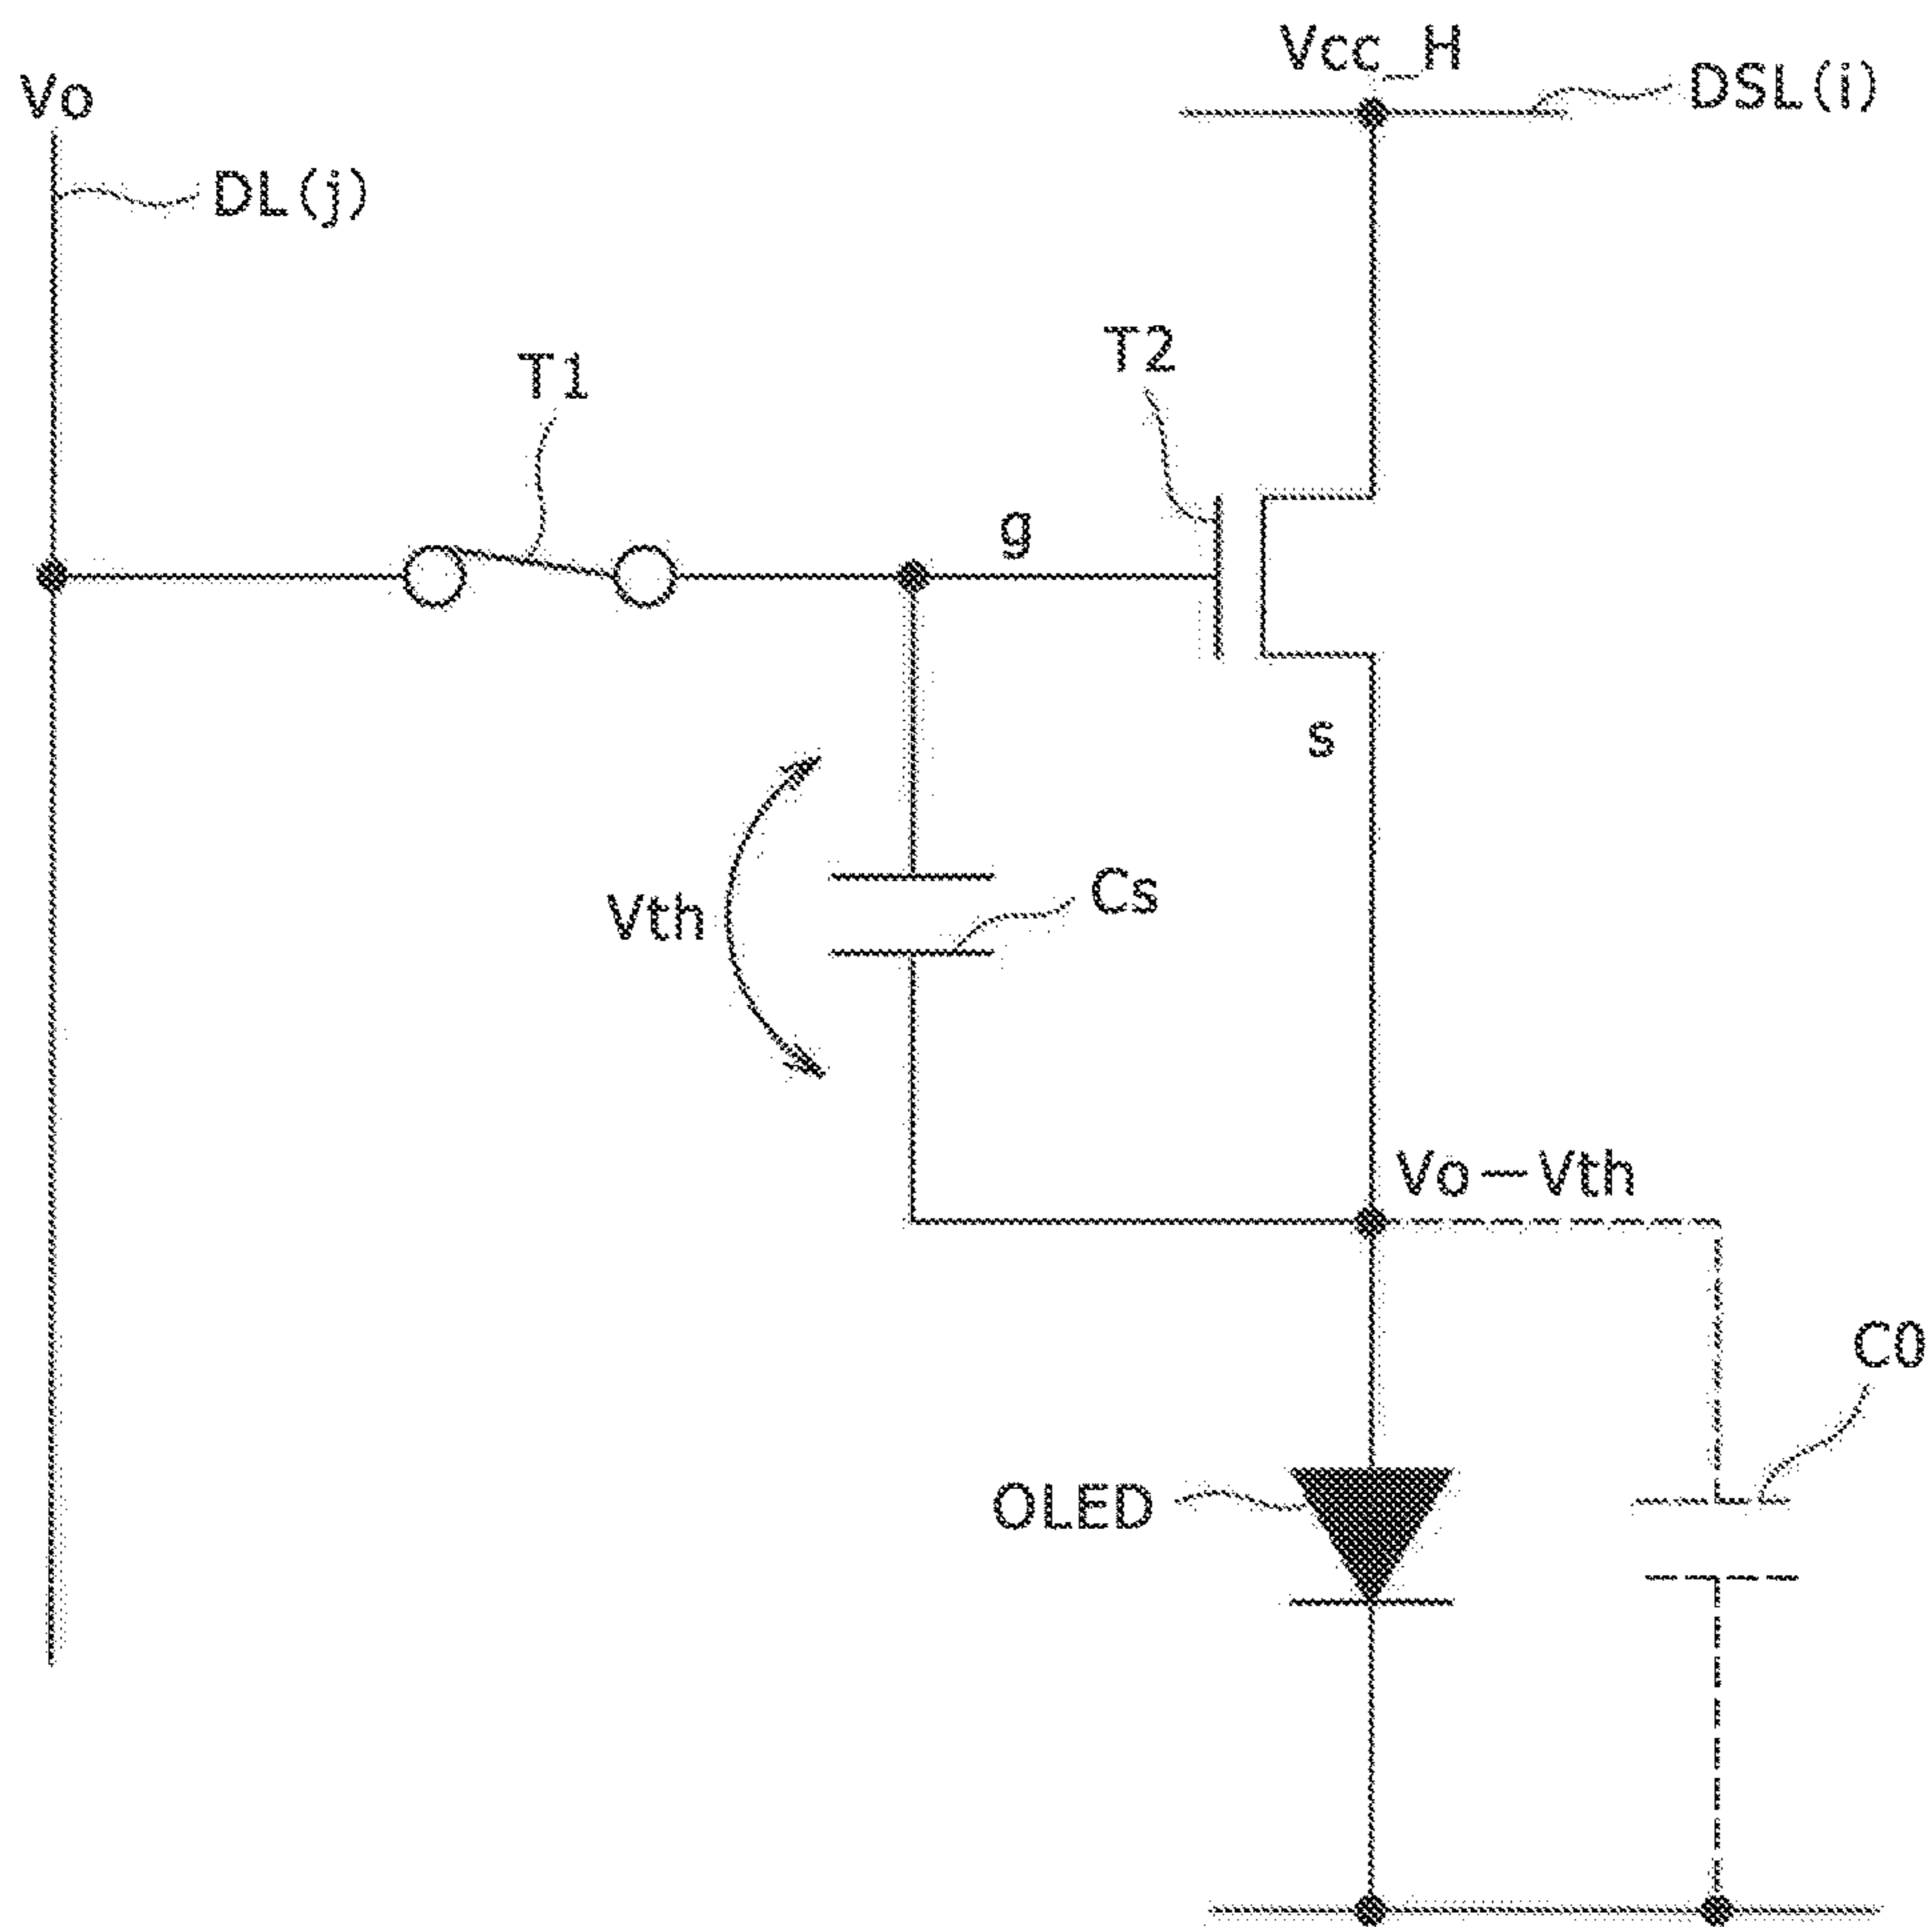 Vcc_H
DSL(i)
Vo
DL(j)
T2
T1
g
s
Cs
Vth
Vo－Vth
C0
OLED